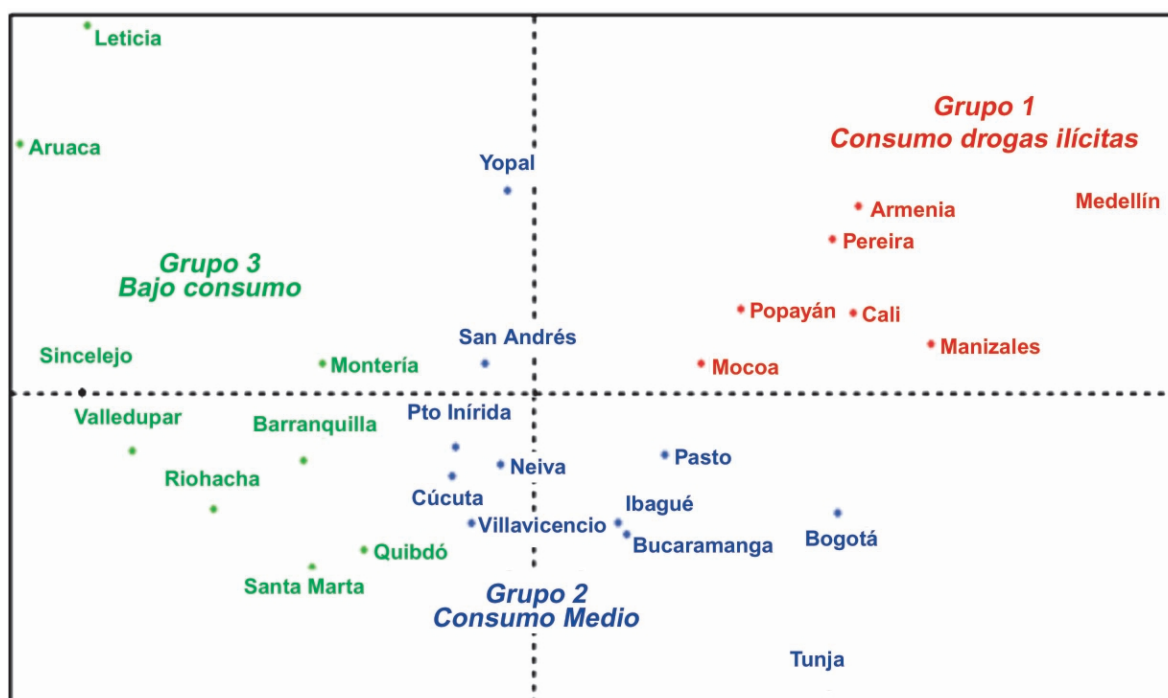 Leticia
Grupo 1
Consumo drogas ilícitas
Aruaca
Yopal
Medellín
Armenia
Pereira
Grupo 3
Bajo consumo
Popayán
Cali
San Andrés
Manizales
Sincelejo
Montería
Mocoa
Pto Inírida
Valledupar
Barranquilla
Neiva
Pasto
Riohacha
Cúcuta
Ibagué
Villavicencio
Bogotá
Bucaramanga
Quibdó
Santa Marta
Grupo 2
Consumo Medio
Tunja